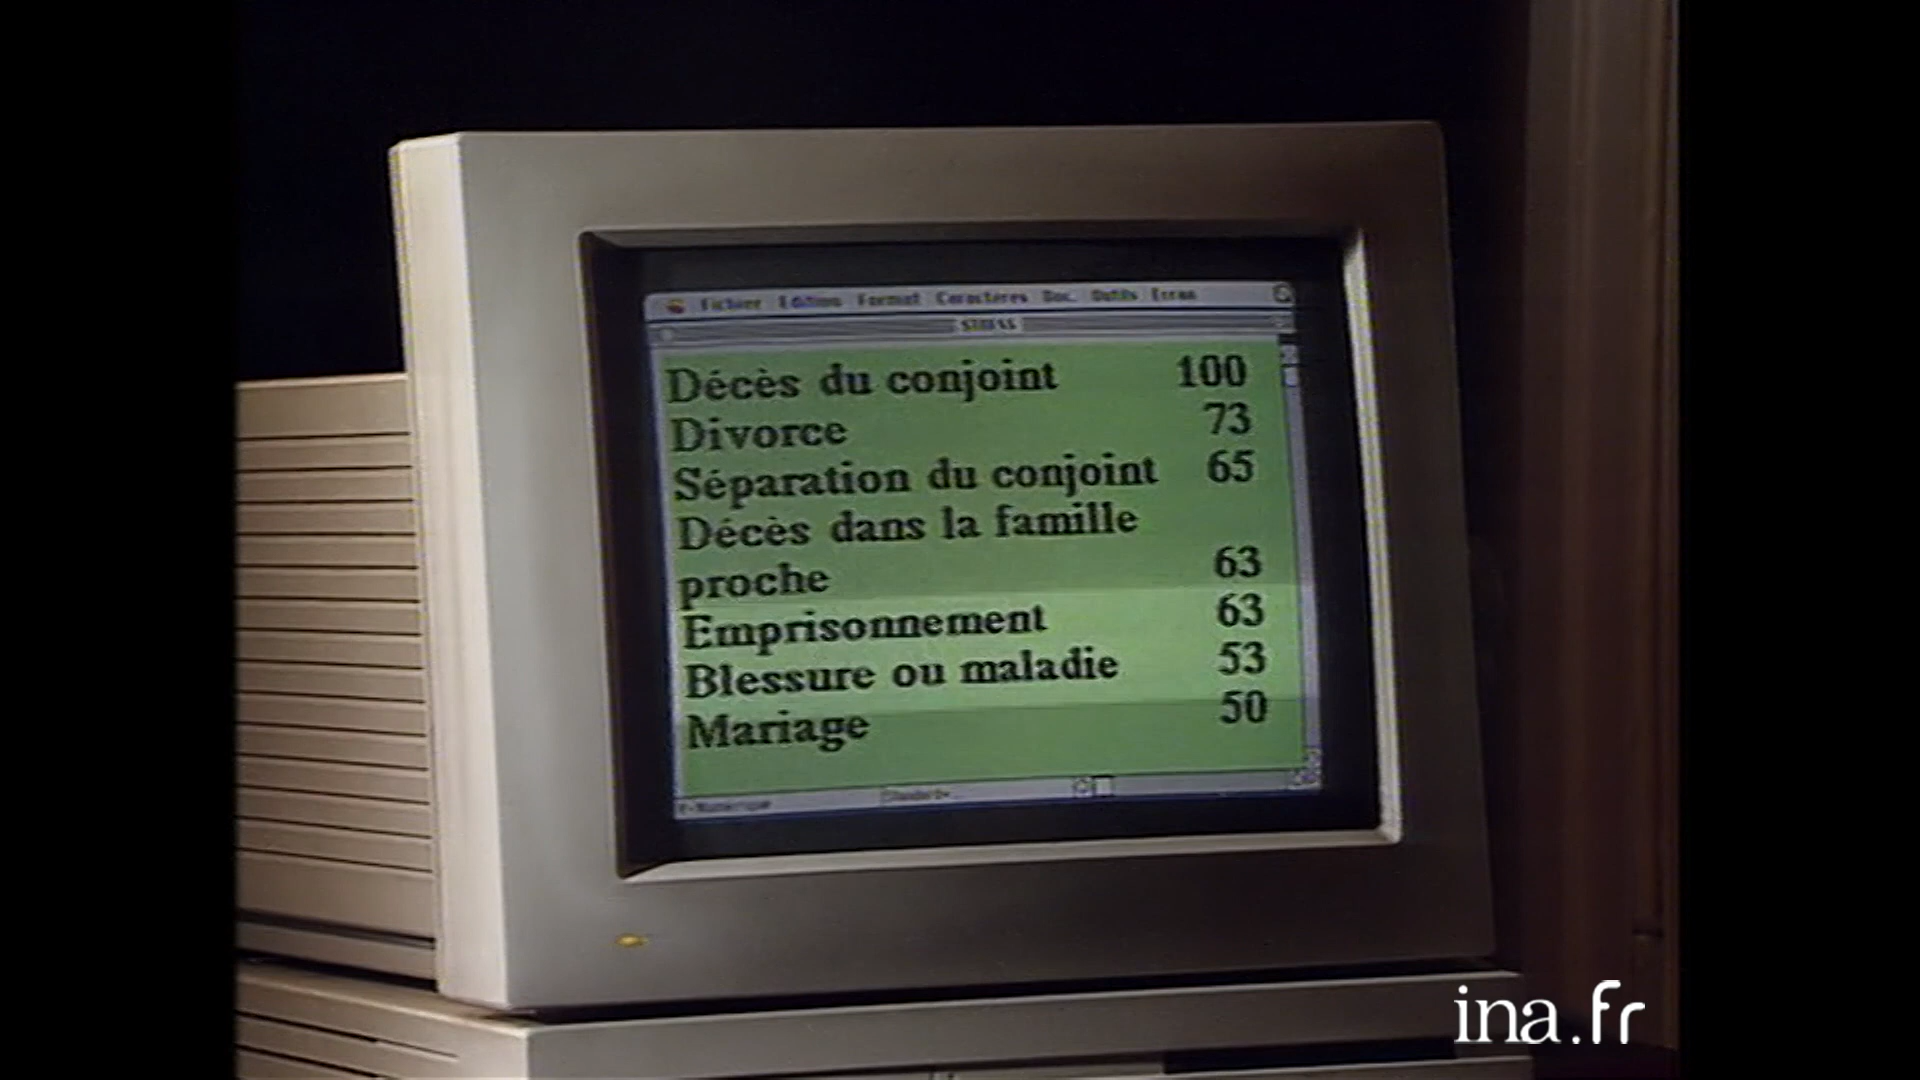 Fichier Edition Format Caractères Doc. Outils Ecran
STRESS
Décès du conjoint 100
Divorce 73
Séparation du conjoint 65
Décès dans la famille
proche 63
Emprisonnement 63
Blessure ou maladie 53
Mariage 50
ina.fr